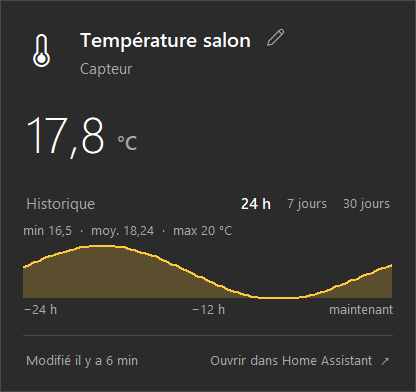 Température salon
Capteur
17,8 °C
Historique 24 h 7 jours 30 jours
min 16,5 · moy. 18,24 · max 20 °C
−24 h −12 h maintenant
Modifié il y a 6 min Ouvrir dans Home Assistant ↗